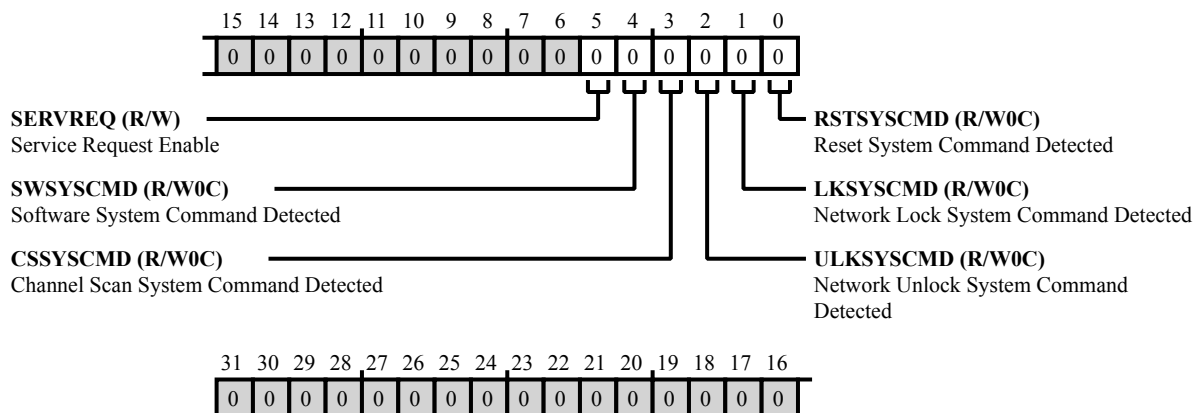 15 14 13 12 11 10 9 8 7 6 5 4 3 2 1 0
0 0 0 0 0 0 0 0 0 0 0 0 0 0 0 0
SERVREQ (R/W)
Service Request Enable
SWSYSCMD (R/W0C)
Software System Command Detected
CSSYSCMD (R/W0C)
Channel Scan System Command Detected
RSTSYSCMD (R/W0C)
Reset System Command Detected
LKSYSCMD (R/W0C)
Network Lock System Command Detected
ULKSYSCMD (R/W0C)
Network Unlock System Command
Detected
31 30 29 28 27 26 25 24 23 22 21 20 19 18 17 16
0 0 0 0 0 0 0 0 0 0 0 0 0 0 0 0